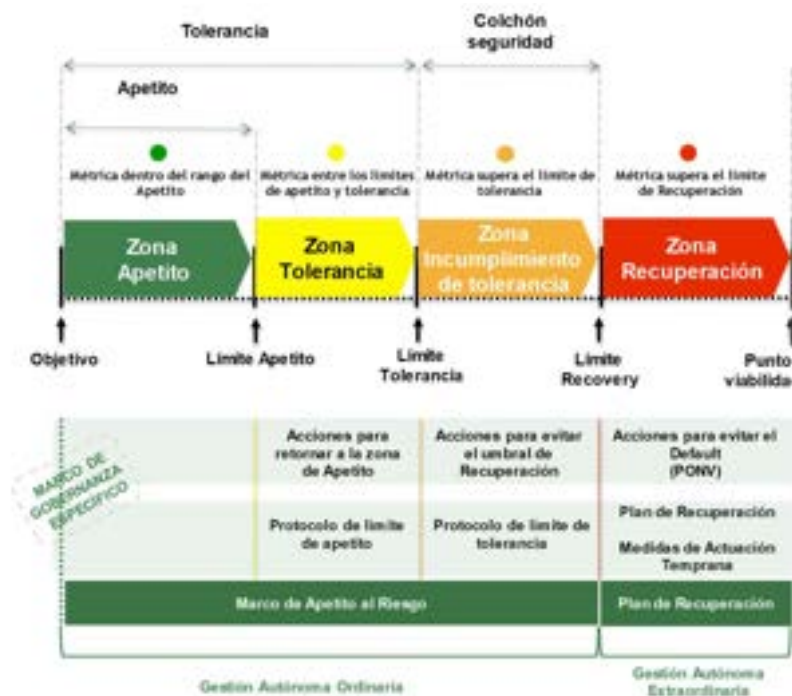 Tolerancia
Colchón
seguridad
Apetito
Métrica dentro del rango del
Apetito
Métrica entre los límites
de apetito y tolerancia
Métrica supera el límite de
tolerancia
Métrica supera el límite
de Recuperación
Zona
Apetito
Zona
Tolerancia
Zona
Incumplimiento
de tolerancia
Zona
Recuperación
Objetivo
Límite Apetito
Límite
Tolerancia
Límite
Recovery
Punto
viabilida
MARCO DE
GOBERNANZA
ESPECÍFICO
Acciones para
retornar a la zona
de Apetito
Acciones para evitar
el umbral de
Recuperación
Acciones para evitar el
Default
(PONV)
Protocolo de límite
de apetito
Protocolo de límite de
tolerancia
Plan de Recuperación
Medidas de Actuación
Temprana
Marco de Apetito al Riesgo
Plan de Recuperación
Gestión Autónoma Ordinaria
Gestión Autónoma
Extraordinaria